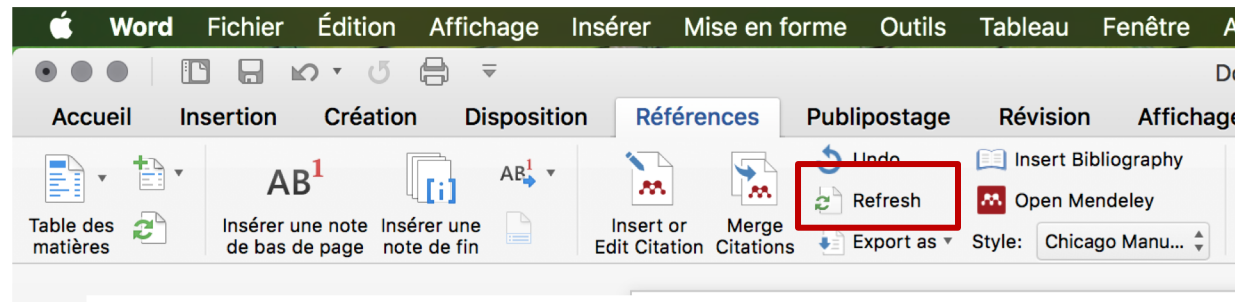 Word Fichier Édition Affichage Insérer Mise en forme Outils Tableau Fenêtre
Accueil Insertion Création Disposition Références Publipostage Révision Affichage
Table des
matières
AB1
Insérer une note
de bas de page
[i]
Insérer une
note de fin
AB1
Insert or
Edit Citation
Merge
Citations
Undo
Refresh
Export as
Insert Bibliography
Open Mendeley
Style: Chicago Manu...